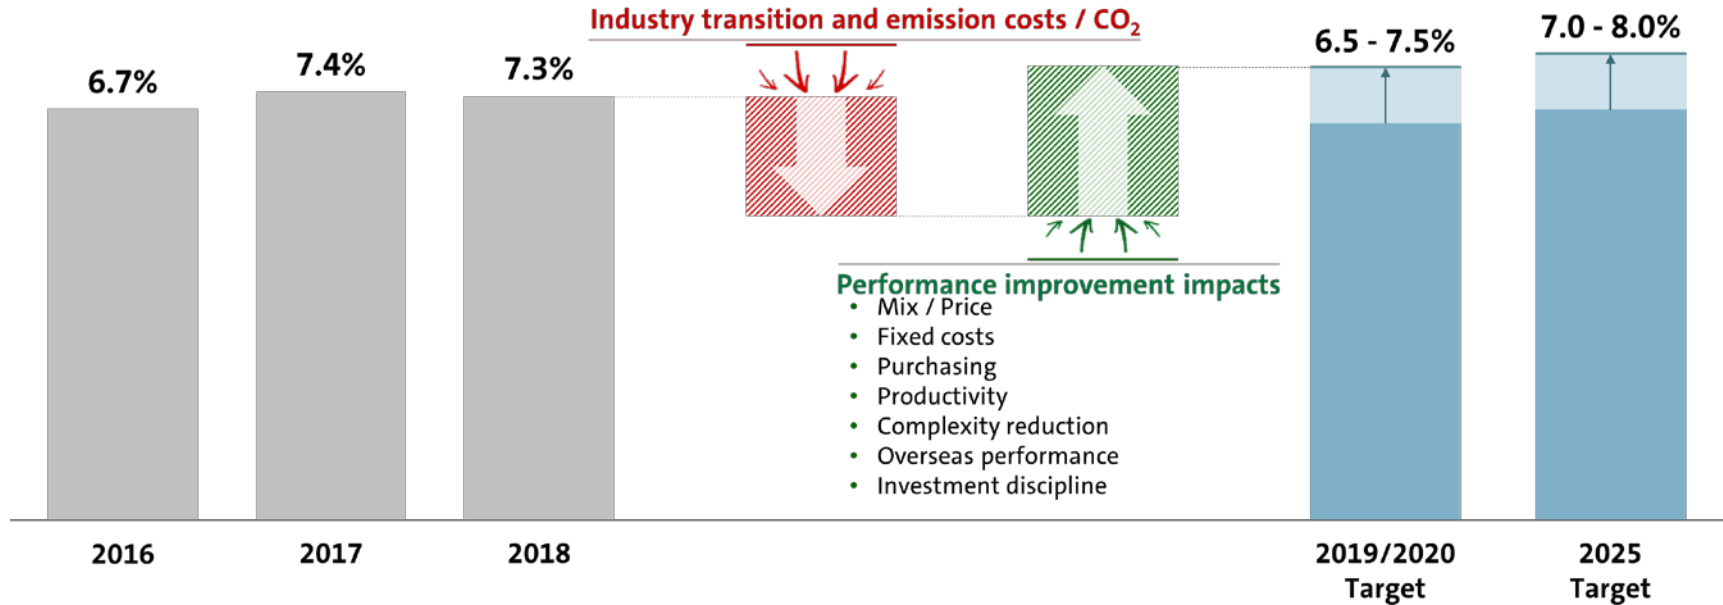 Industry transition and emission costs / CO₂
6.7%
7.4%
7.3%
6.5 - 7.5%
7.0 - 8.0%
Performance improvement impacts
• Mix / Price
• Fixed costs
• Purchasing
• Productivity
• Complexity reduction
• Overseas performance
• Investment discipline
2016
2017
2018
2019/2020
Target
2025
Target